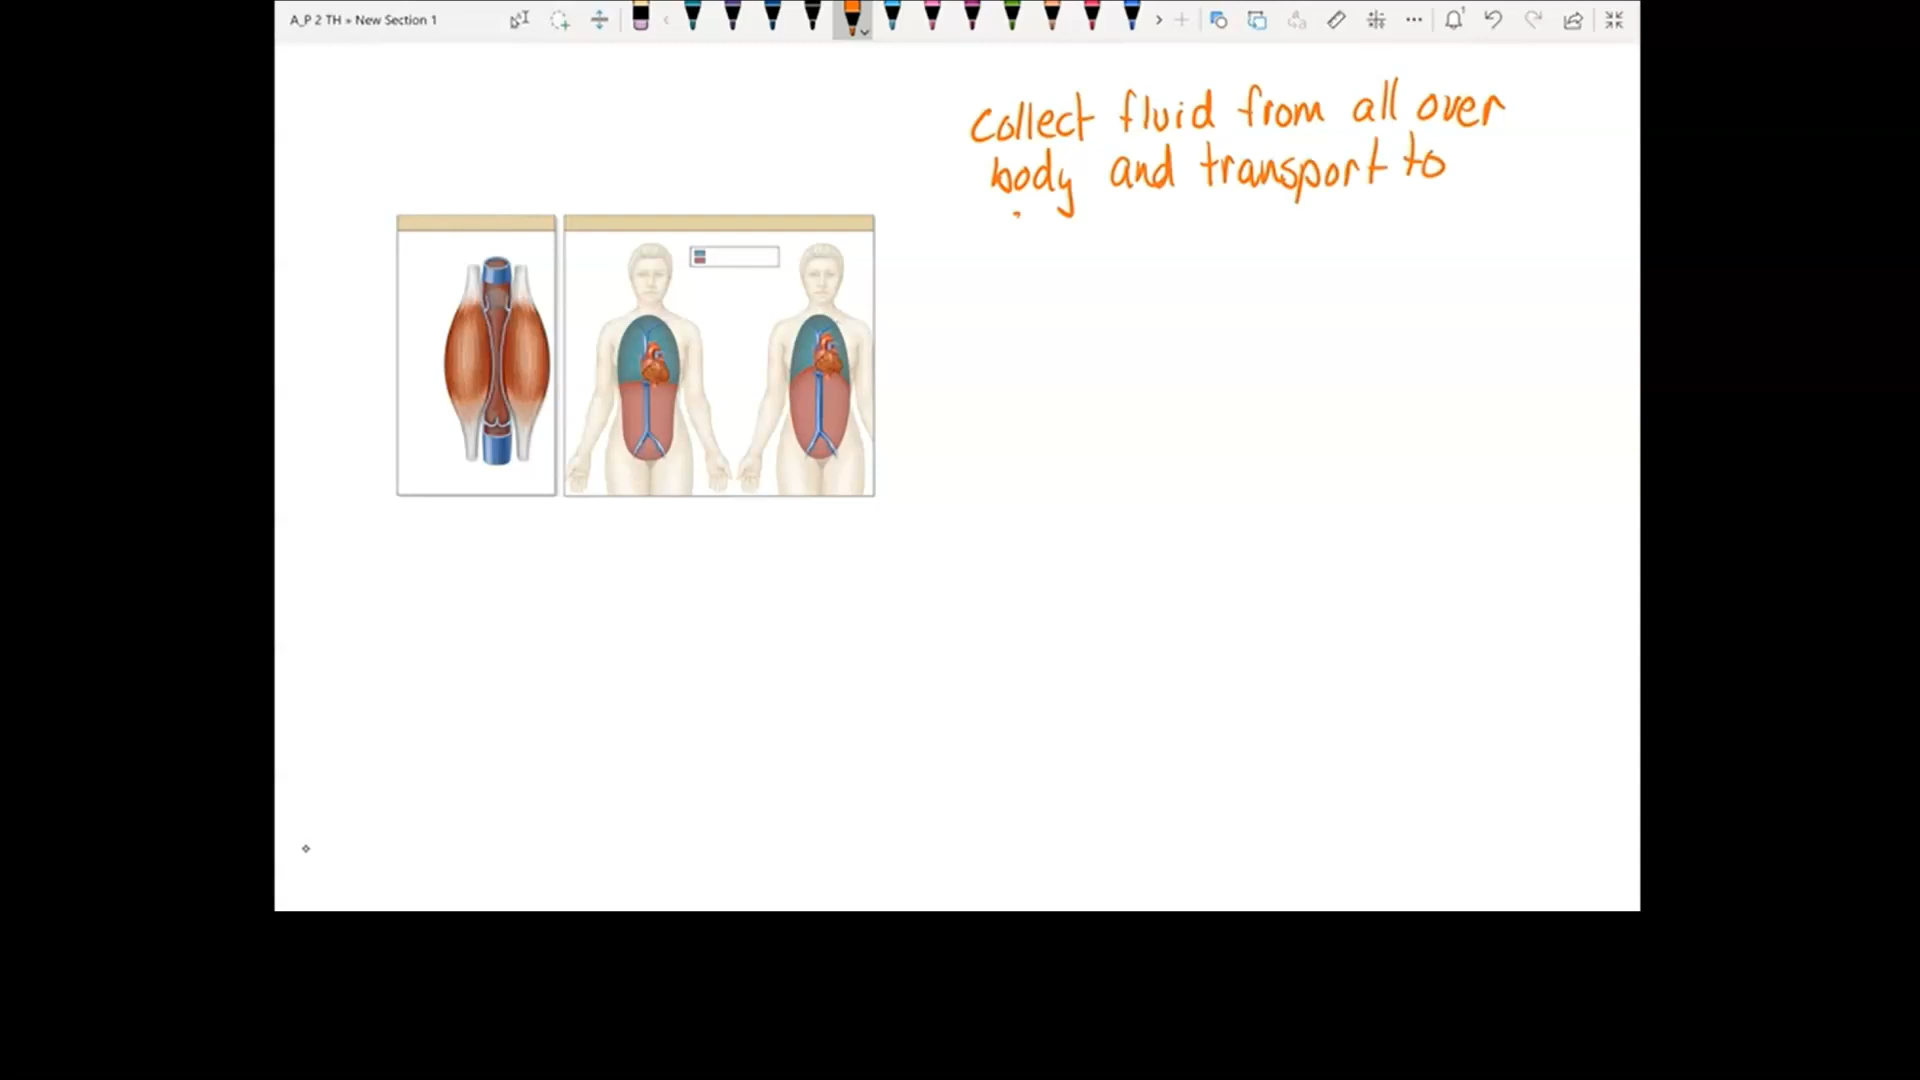 A_P 2 TH » New Section 1
Collect fluid from all over
body and transport to